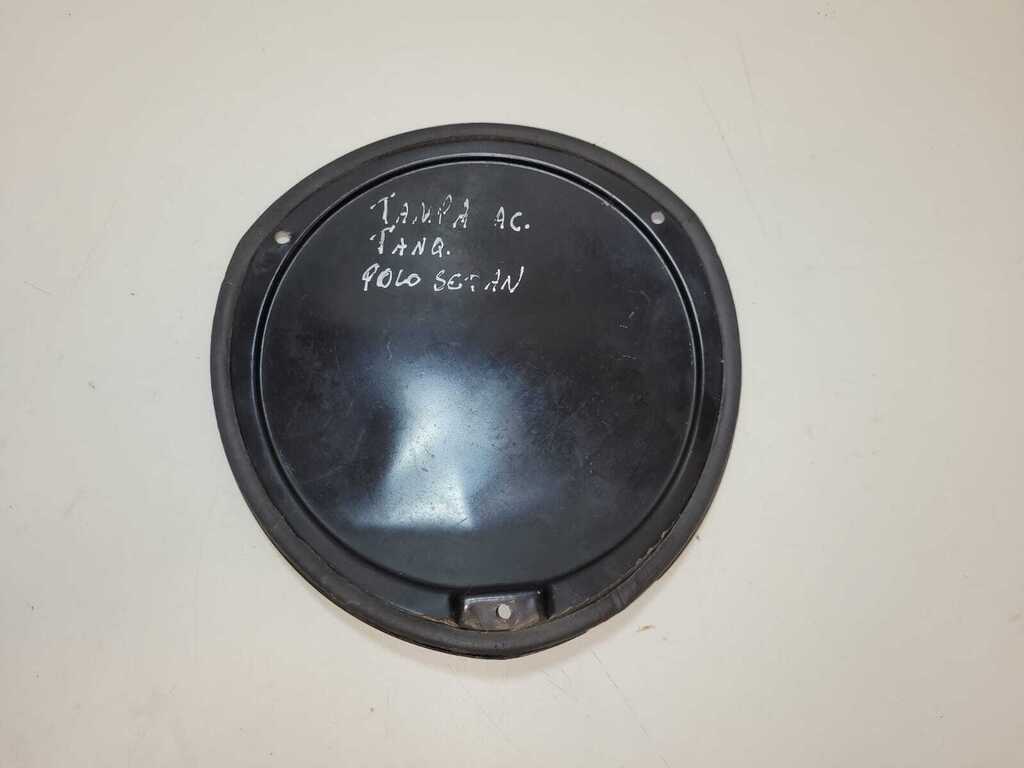 TAMPA AC.
TANQ.
POLO SEDAN